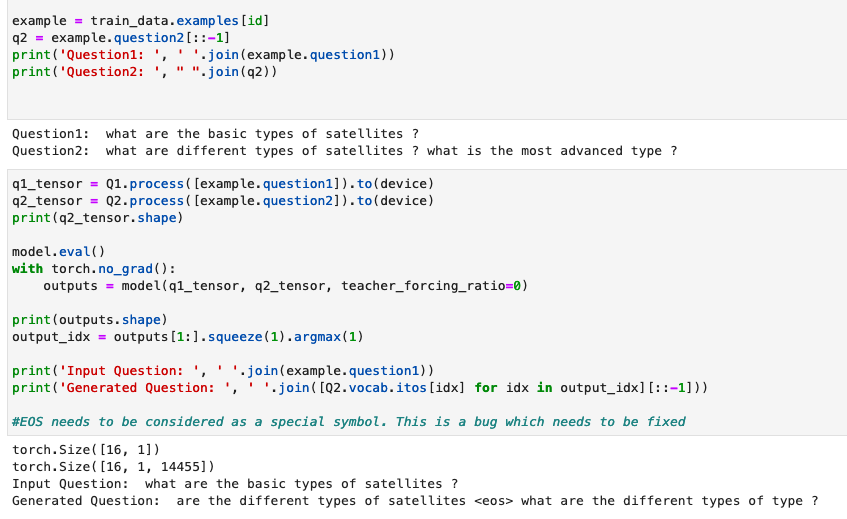 example = train_data.examples[id]
q2 = example.question2[::-1]
print('Question1: ', ' '.join(example.question1))
print('Question2: ', " ".join(q2))
Question1:  what are the basic types of satellites ?
Question2:  what are different types of satellites ? what is the most advanced type ?
q1_tensor = Q1.process([example.question1]).to(device)
q2_tensor = Q2.process([example.question2]).to(device)
print(q2_tensor.shape)
model.eval()
with torch.no_grad():
    outputs = model(q1_tensor, q2_tensor, teacher_forcing_ratio=0)
print(outputs.shape)
output_idx = outputs[1:].squeeze(1).argmax(1)
print('Input Question: ', ' '.join(example.question1))
print('Generated Question: ', ' '.join([Q2.vocab.itos[idx] for idx in output_idx][::-1]))
#EOS needs to be considered as a special symbol. This is a bug which needs to be fixed
torch.Size([16, 1])
torch.Size([16, 1, 14455])
Input Question:  what are the basic types of satellites ?
Generated Question:  are the different types of satellites <eos> what are the different types of type ?